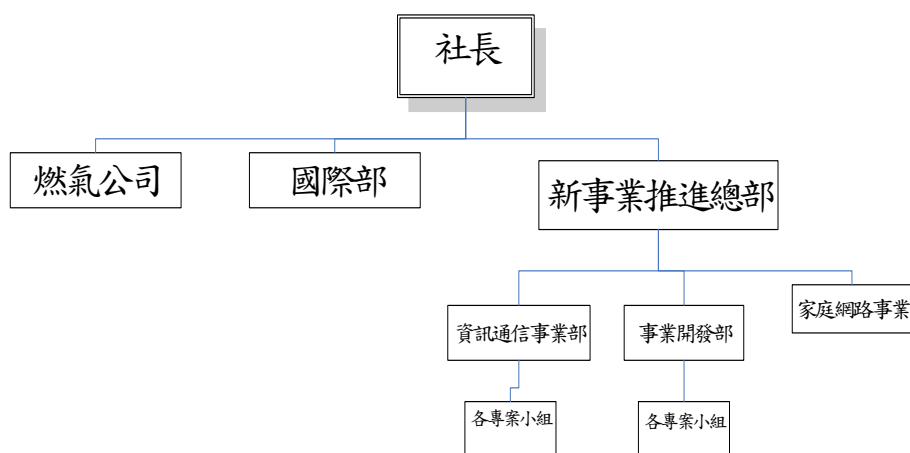 社長
燃氣公司
國際部
新事業推進總部
資訊通信事業部
事業開發部
家庭網路事業
各專案小組
各專案小組